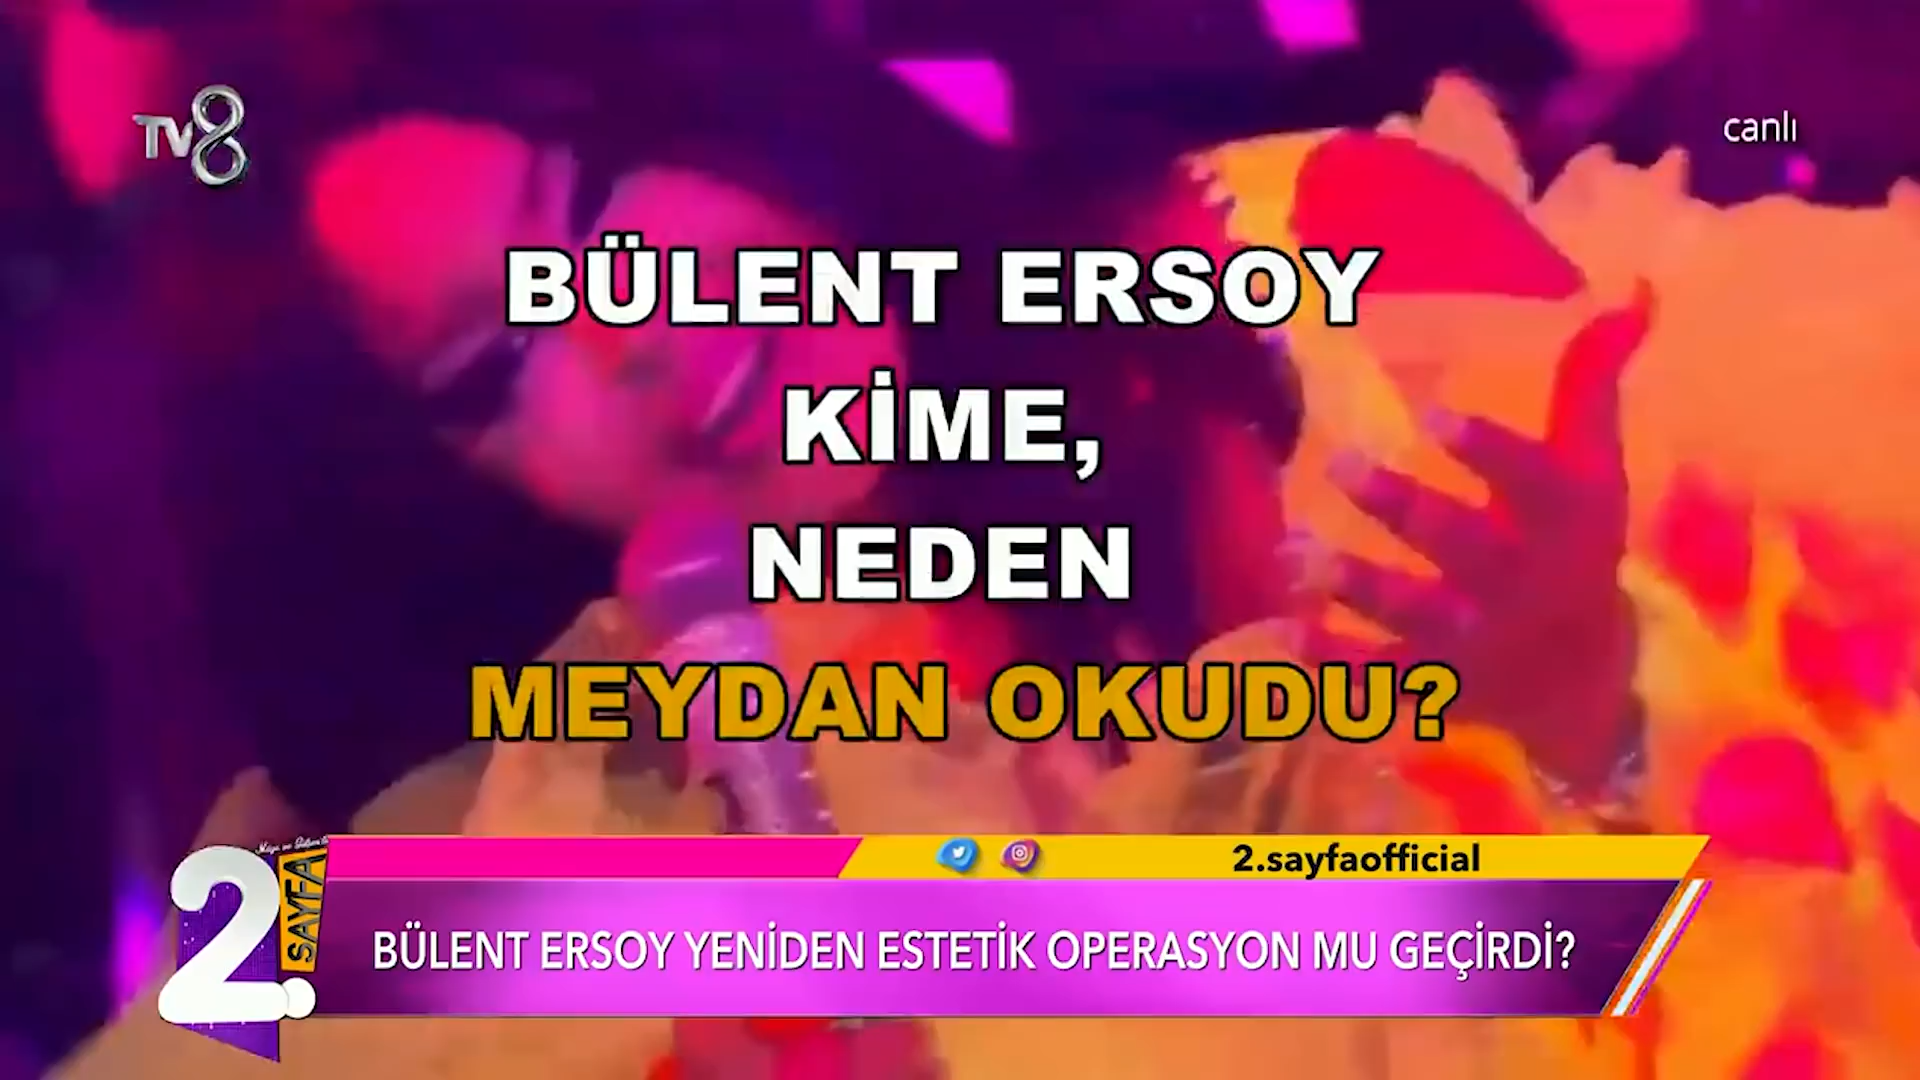 TV8
canlı
BÜLENT ERSOY
KİME,
NEDEN
MEYDAN OKUDU?
2.sayfaofficial
2. SAYFA
BÜLENT ERSOY YENİDEN ESTETİK OPERASYON MU GEÇİRDİ?